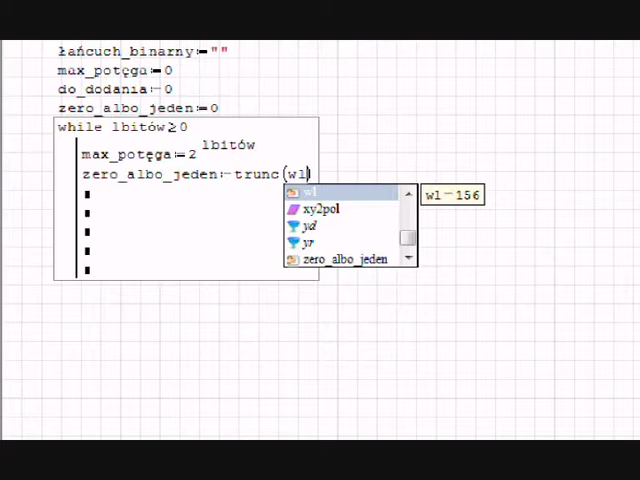 łańcuch_binarny:=""
max_potęga:=0
do_dodania:=0
zero_albo_jeden:=0
while lbitów≥0
max_potęga:=2 lbitów
zero_albo_jeden:=trunc(wl
wl
wl=156
xy2pol
yd
yr
zero_albo_jeden